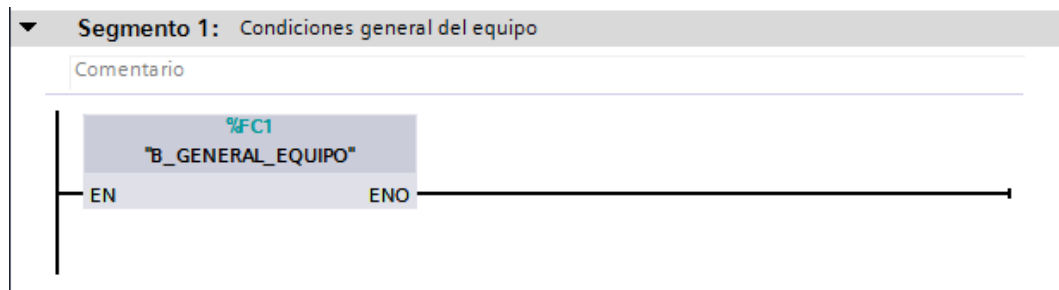 Segmento 1: Condiciones general del equipo
Comentario
%FC1
"B_GENERAL_EQUIPO"
EN ENO